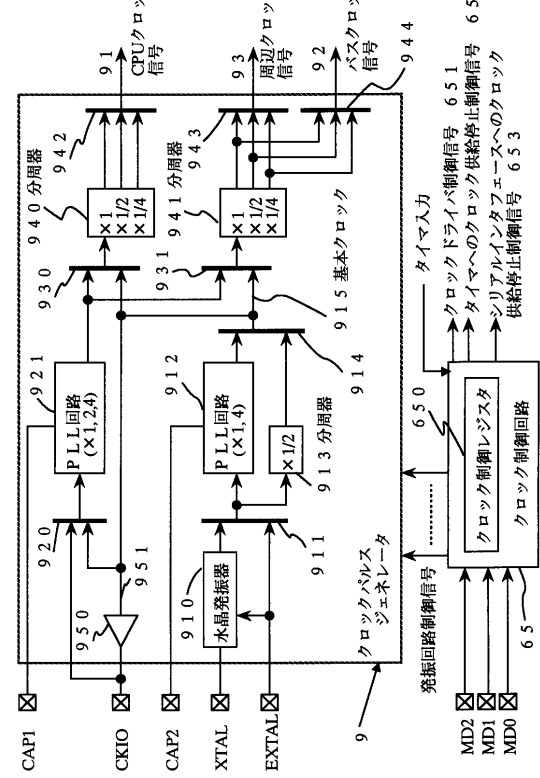 CAP1
CKIO
CAP2
XTAL
EXTAL
950
951
920
921
PLL回路
(×1,2,4)
930
940 分周器
×1
×1/2
×1/4
942
91
CPUクロッ
信号
910
水晶発振器
911
912
PLL回路
(×1,4)
×1/2
913 分周器
914
915 基本クロック
931
941 分周器
×1
×1/2
×1/4
943
93
周辺クロッ
信号
92
バスクロッ
信号
944
9
クロックパルス
ジェネレータ
MD2
MD1
MD0
発振回路制御信号
65
650
クロック制御レジスタ
クロック制御回路
タイマ入力
クロックドライバ制御信号 651
タイマへのクロック供給停止制御信号 65
シリアルインタフェースへのクロック
供給停止制御信号 653